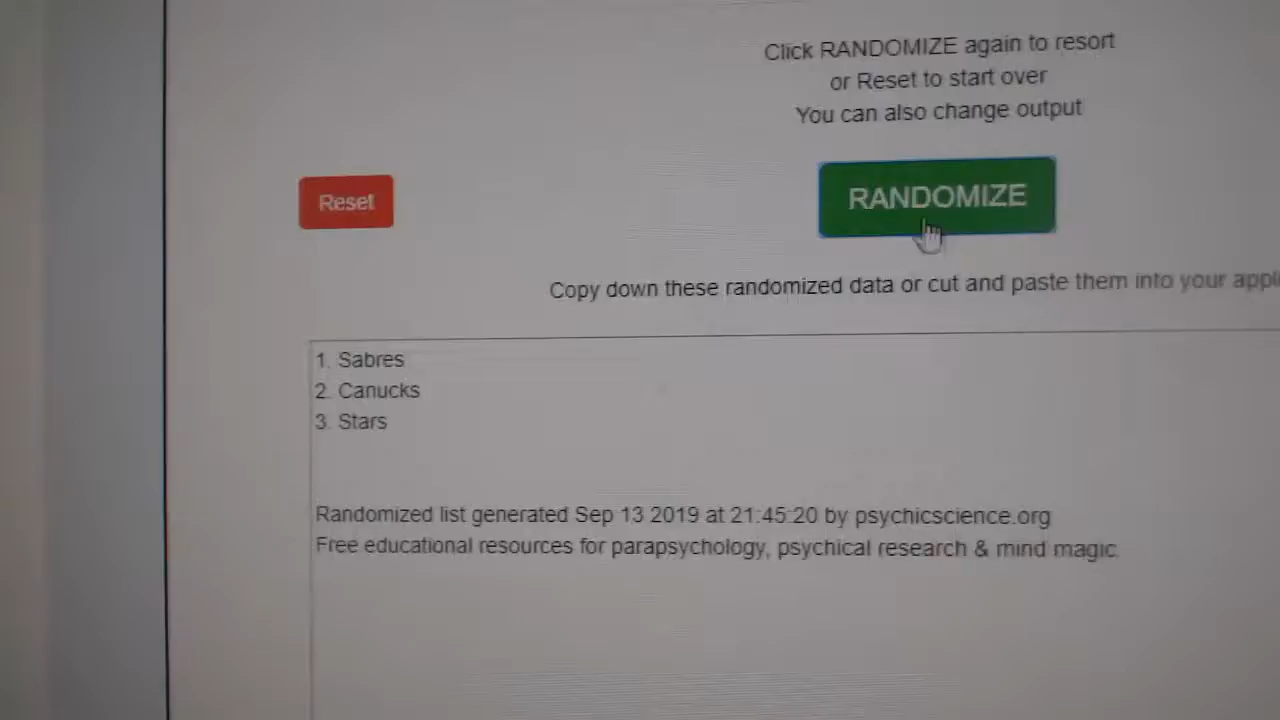 Click RANDOMIZE again to resort
or Reset to start over
You can also change output
Reset
RANDOMIZE
Copy down these randomized data or cut and paste them into your
1. Sabres
2. Canucks
3. Stars
Randomized list generated Sep 13 2019 at 21:45:20 by psychicscience.org
Free educational resources for parapsychology, psychical research & mind magic.